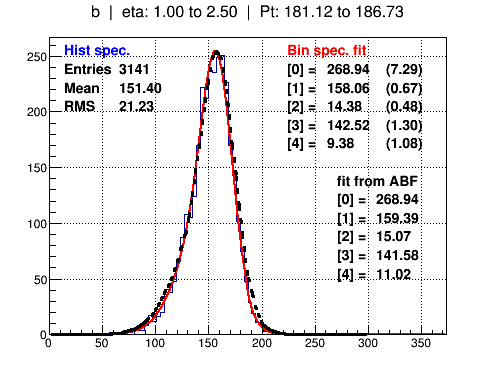 b | eta: 1.00 to 2.50 | Pt: 181.12 to 186.73
Hist spec.
Entries 3141
Mean 151.40
RMS 21.23
Bin spec. fit
[0] = 268.94 (7.29)
[1] = 158.06 (0.67)
[2] = 14.38 (0.48)
[3] = 142.52 (1.30)
[4] = 9.38 (1.08)
fit from ABF
[0] = 268.94
[1] = 159.39
[2] = 15.07
[3] = 141.58
[4] = 11.02
250
200
150
100
50
0
0 50 100 150 200 250 300 350